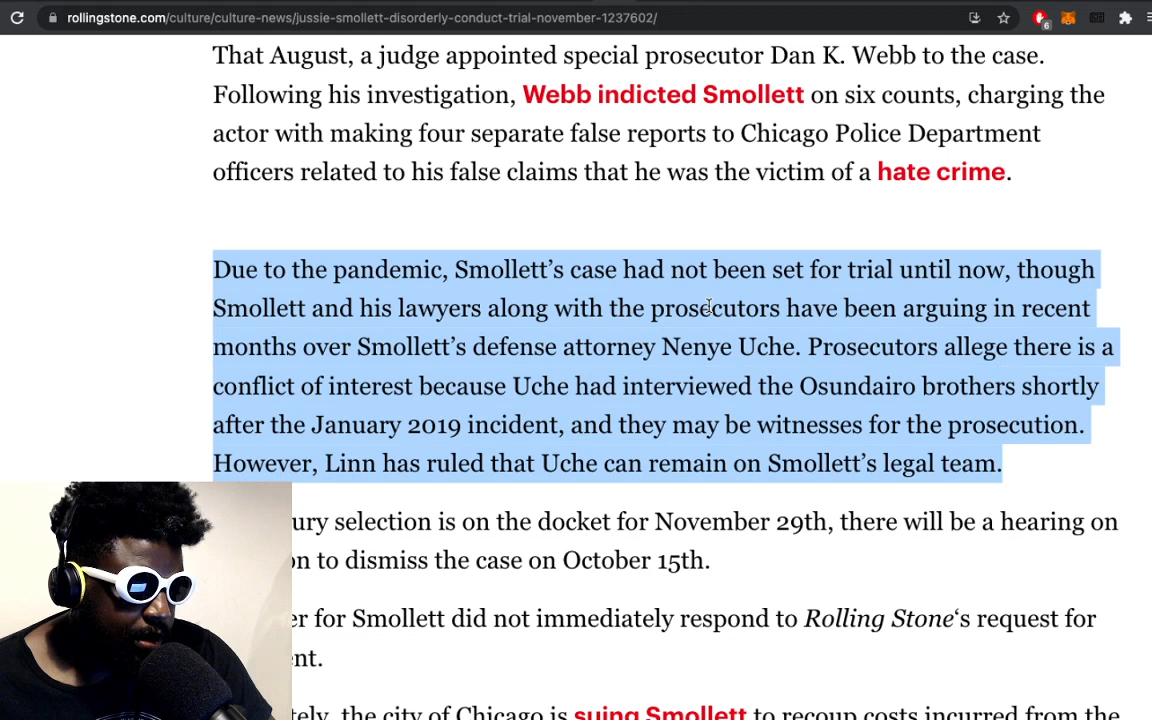 rollingstone.com/culture/culture-news/jussie-smollett-disorderly-conduct-trial-november-1237602/
6
That August, a judge appointed special prosecutor Dan K. Webb to the case.
Following his investigation, Webb indicted Smollett on six counts, charging the
actor with making four separate false reports to Chicago Police Department
officers related to his false claims that he was the victim of a hate crime.
Due to the pandemic, Smollett’s case had not been set for trial until now, though
Smollett and his lawyers along with the prosecutors have been arguing in recent
months over Smollett’s defense attorney Nenye Uche. Prosecutors allege there is a
conflict of interest because Uche had interviewed the Osundairo brothers shortly
after the January 2019 incident, and they may be witnesses for the prosecution.
However, Linn has ruled that Uche can remain on Smollett’s legal team.
ury selection is on the docket for November 29th, there will be a hearing on
on to dismiss the case on October 15th.
er for Smollett did not immediately respond to Rolling Stone‘s request for
nt.
tely, the city of Chicago is suing Smollett to recoup costs incurred from the